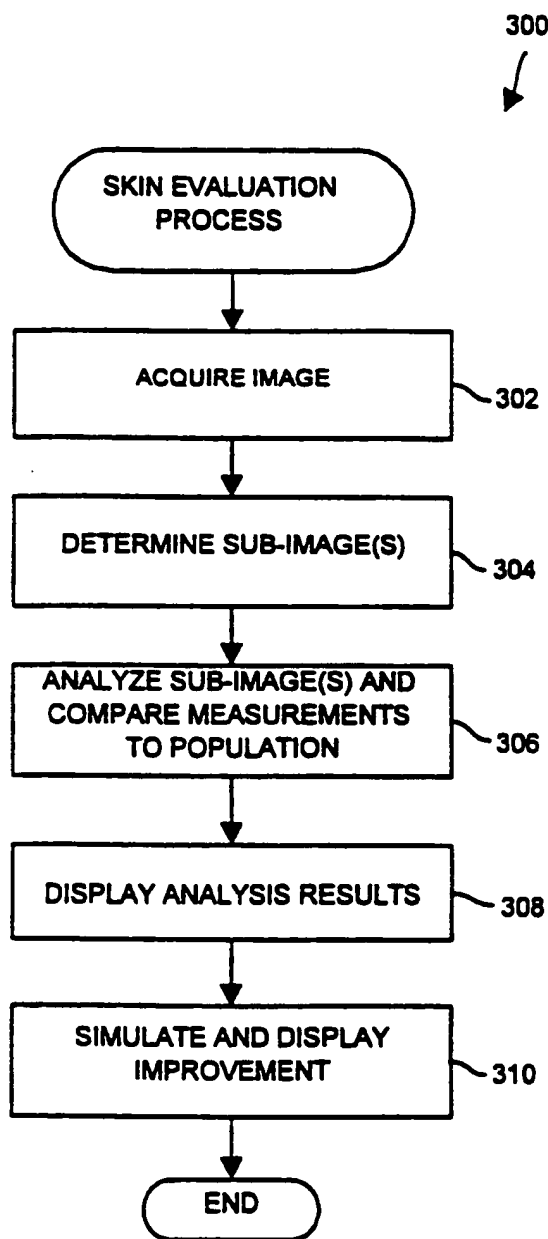 300
SKIN EVALUATION
PROCESS
ACQUIRE IMAGE
302
DETERMINE SUB-IMAGE(S)
304
ANALYZE SUB-IMAGE(S) AND
COMPARE MEASUREMENTS
TO POPULATION
306
DISPLAY ANALYSIS RESULTS
308
SIMULATE AND DISPLAY
IMPROVEMENT
310
END